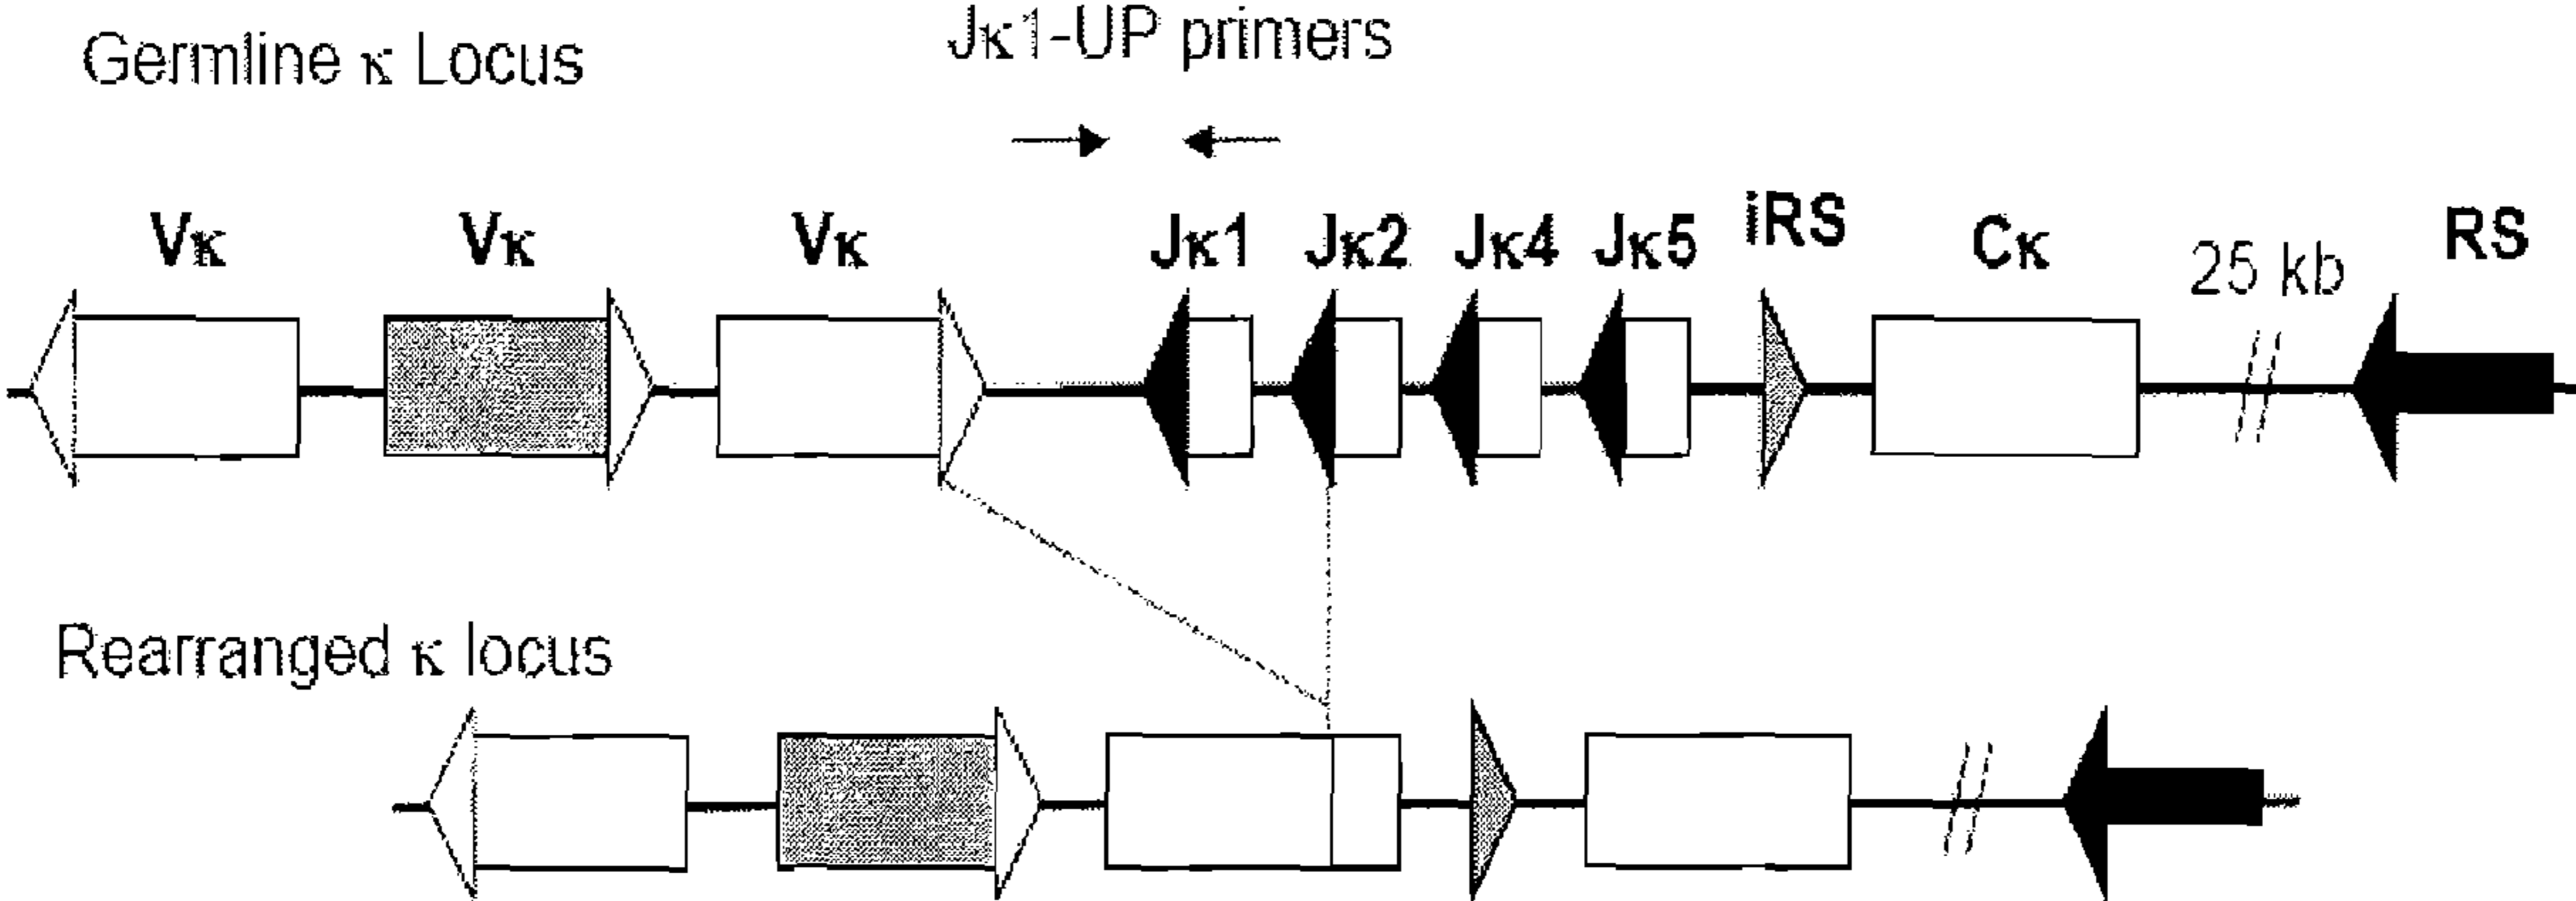 Germline κ Locus
Jκ1-UP primers
Vκ Vκ Vκ Jκ1 Jκ2 Jκ4 Jκ5 iRS Cκ 25 kb RS
Rearranged κ locus